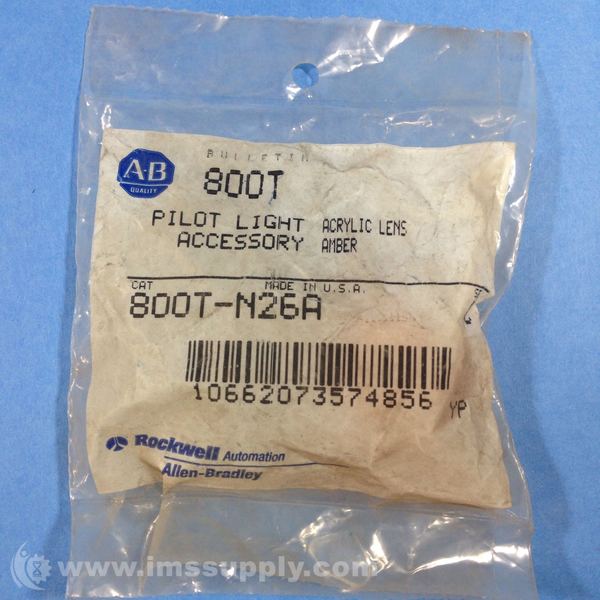 A-B
QUALITY
BULLETIN
800T
PILOT LIGHT ACRYLIC LENS
ACCESSORY AMBER
CAT MADE IN U.S.A.
800T-N26A
10662073574856 YP
Rockwell Automation
Allen-Bradley
www.imssupply.com